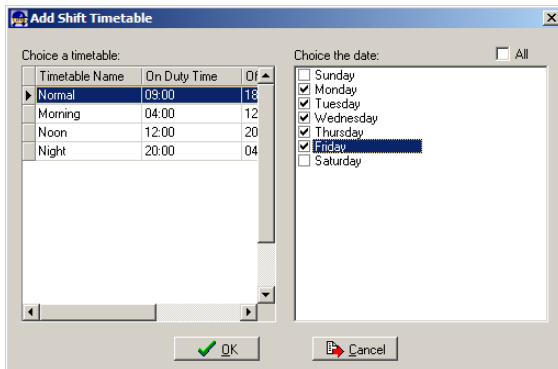 Add Shift Timetable
Choice a timetable:
Timetable Name On Duty Time Of
Normal 09:00 18
Morning 04:00 12
Noon 12:00 20
Night 20:00 04
Choice the date:
All
Sunday
Monday
Tuesday
Wednesday
Thursday
Friday
Saturday
OK
Cancel